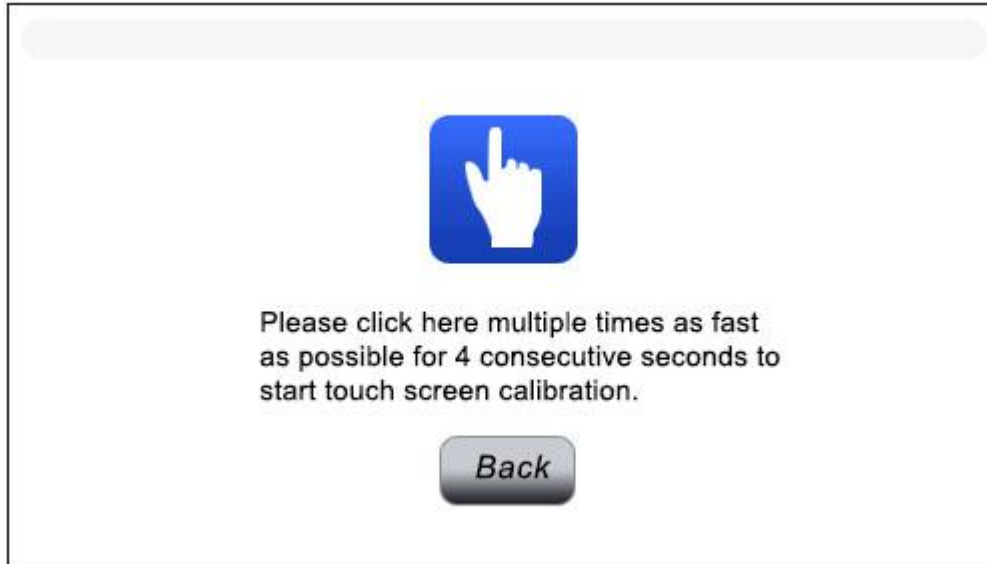 Please click here multiple times as fast
as possible for 4 consecutive seconds to
start touch screen calibration.
Back